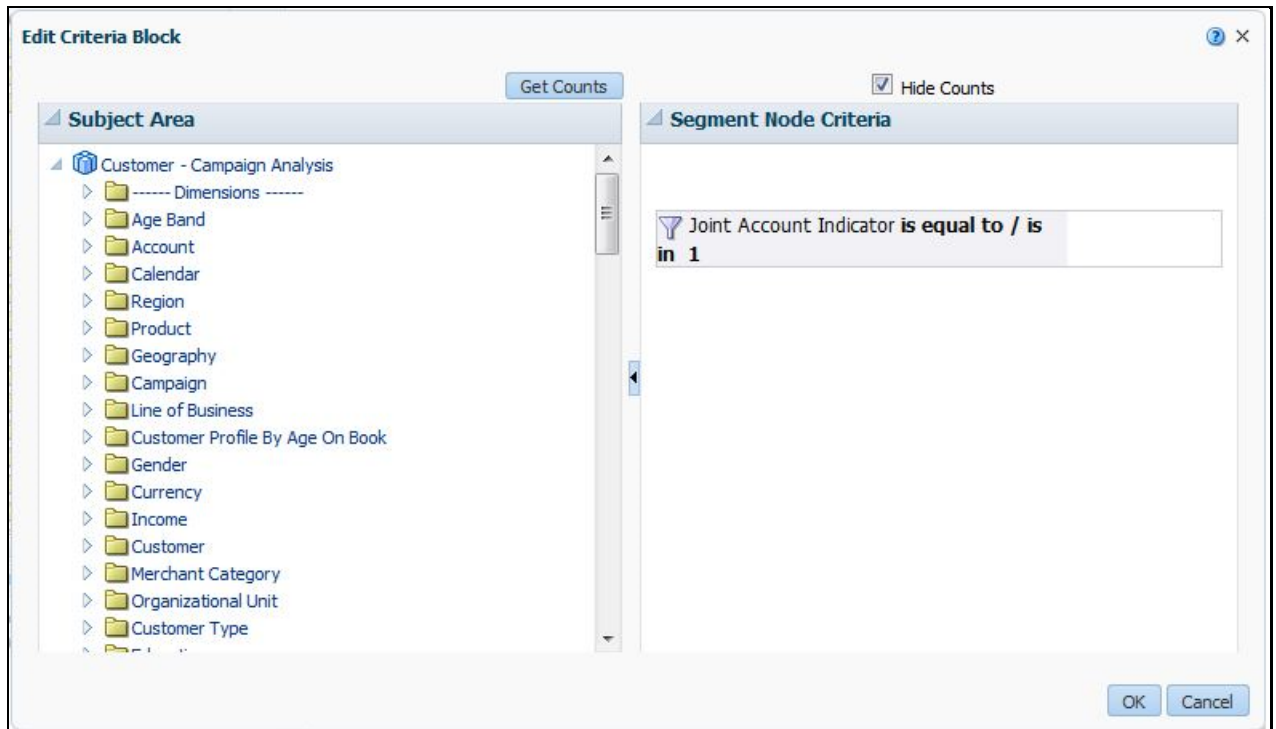 Edit Criteria Block
Get Counts
Hide Counts
Subject Area
Customer - Campaign Analysis
------ Dimensions ------
Age Band
Account
Calendar
Region
Product
Geography
Campaign
Line of Business
Customer Profile By Age On Book
Gender
Currency
Income
Customer
Merchant Category
Organizational Unit
Customer Type
Segment Node Criteria
Joint Account Indicator is equal to / is
in 1
OK
Cancel